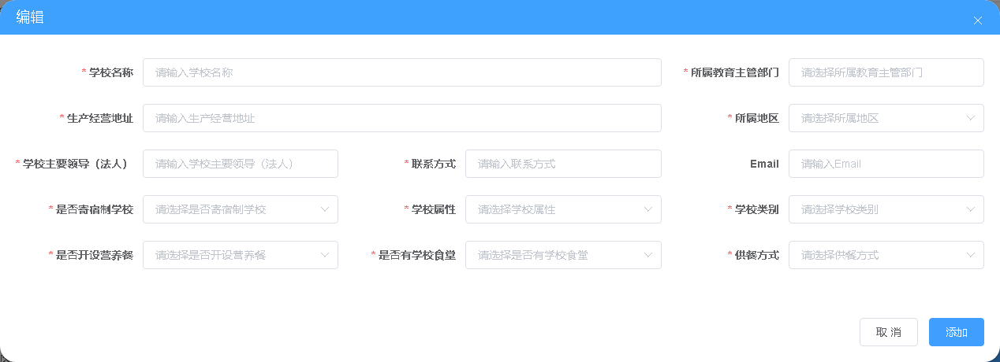 编辑
* 学校名称 请输入学校名称 * 所属教育主管部门 请选择所属教育主管部门
* 生产经营地址 请输入生产经营地址 * 所属地区 请选择所属地区
* 学校主要领导（法人） 请输入学校主要领导（法人） * 联系方式 请输入联系方式 Email 请输入Email
* 是否寄宿制学校 请选择是否寄宿制学校 * 学校属性 请选择学校属性 * 学校类别 请选择学校类别
* 是否开设营养餐 请选择是否开设营养餐 * 是否有学校食堂 请选择是否有学校食堂 * 供餐方式 请选择供餐方式
取 消 添加